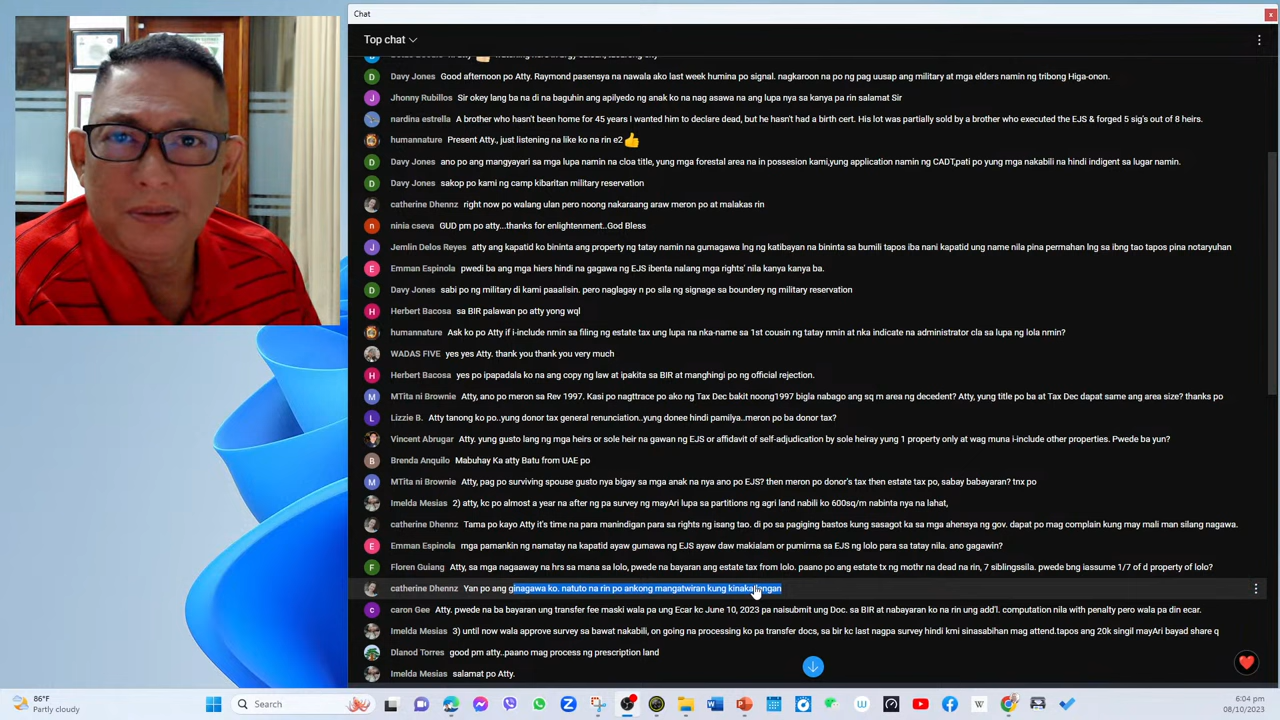 Chat
Top chat
Davy Jones Good afternoon po Atty. Raymond pasensya na nawala ako last week humina po signal. nagkaroon na po ng pag uusap ang military at mga elders namin ng tribong Higa-onon.
Jhonny Rubillos Sir okey lang ba na di na baguhin ang apilyedo ng anak ko na nag asawa na ang lupa nya sa kanya pa rin salamat Sir
nardina estrella A brother who hasn't been home for 45 years I wanted him to declare dead, but he hasn't had a birth cert. His lot was partially sold by a brother who executed the EJS & forged 5 sig's out of 8 heirs.
humannature Present Atty., just listening na like ko na rin e2👍
Davy Jones ano po ang mangyayari sa mga lupa namin na cloa title, yung mga forestal area na in possesion kami,yung application namin ng CADT,pati po yung mga nakabili na hindi indigent sa lugar namin.
Davy Jones sakop po kami ng camp kibaritan military reservation
catherine Dhennz right now po walang ulan pero noong nakaraang araw meron po at malakas rin
ninia cseva GUD pm po atty...thanks for enlightenment..God Bless
Jemlin Delos Reyes atty ang kapatid ko bininta ang property ng tatay namin na gumagawa lng ng katibayan na bininta sa bumili tapos iba nani kapatid ung name nila pina permahan lng sa ibng tao tapos pina notaryuhan
Emman Espinola pwedi ba ang mga hiers hindi na gagawa ng EJS ibenta nalang mga rights' nila kanya kanya ba.
Davy Jones sabi po ng military di kami paaalisin. pero naglagay n po sila ng signage sa boundery ng military reservation
Herbert Bacosa sa BIR palawan po atty yong wql
humannature Ask ko po Atty if i-include nmin sa filing ng estate tax ung lupa na nka-name sa 1st cousin ng tatay nmin at nka indicate na administrator cla sa lupa ng lola nmin?
WADAS FIVE yes yes Atty. thank you thank you very much
Herbert Bacosa yes po ipapadala ko na ang copy ng law at ipakita sa BIR at manghingi po ng official rejection.
MTita ni Brownie Atty, ano po meron sa Rev 1997. Kasi po nagtrace po ako ng Tax Dec bakit noong1997 bigla nabago ang sq m area ng decedent? Atty, yung title po ba at Tax Dec dapat same ang area size? thanks po
Lizzie B. Atty tanong ko po..yung donor tax general renunciation..yung donee hindi pamilya..meron po ba donor tax?
Vincent Abrugar Atty. yung gusto lang ng mga heirs or sole heir na gawan ng EJS or affidavit of self-adjudication by sole heiray yung 1 property only at wag muna i-include other properties. Pwede ba yun?
Brenda Anquilo Mabuhay Ka atty Batu from UAE po
MTita ni Brownie Atty, pag po surviving spouse gusto nya bigay sa mga anak na nya ano po EJS? then meron po donor's tax then estate tax po, sabay babayaran? tnx po
Imelda Mesias 2) atty, kc po almost a year na after ng pa survey ng mayAri lupa sa partitions ng agri land nabili ko 600sq/m nabinta nya na lahat,
catherine Dhennz Tama po kayo Atty it's time na para manindigan para sa rights ng isang tao. di po sa pagiging bastos kung sasagot ka sa mga ahensya ng gov. dapat po mag complain kung may mali man silang nagawa.
Emman Espinola mga pamankin ng namatay na kapatid ayaw gumawa ng EJS ayaw daw makialam or pumirma sa EJS ng lolo para sa tatay nila. ano gagawin?
Floren Guiang Atty, sa mga nagaaway na hrs sa mana sa lolo, pwede na bayaran ang estate tax from lolo. paano po ang estate tx ng mothr na dead na rin, 7 siblingssila. pwede bng iassume 1/7 of d property of lolo?
catherine Dhennz Yan po ang ginagawa ko. natuto na rin po ankong mangatwiran kung kinakailangan
caron Gee Atty. pwede na ba bayaran ung transfer fee maski wala pa ung Ecar kc June 10, 2023 pa naisubmit ung Doc. sa BIR at nabayaran ko na rin ung add'l. computation nila with penalty pero wala pa din ecar.
Imelda Mesias 3) until now wala approve survey sa bawat nakabili, on going na processing ko pa transfer docs, sa bir kc last nagpa survey hindi kmi sinasabihan mag attend.tapos ang 20k singil mayAri bayad share q
Dlanod Torres good pm atty..paano mag process ng prescription land
Imelda Mesias salamat po Atty.
86°F
Partly cloudy
Search
6:04 pm
08/10/2023